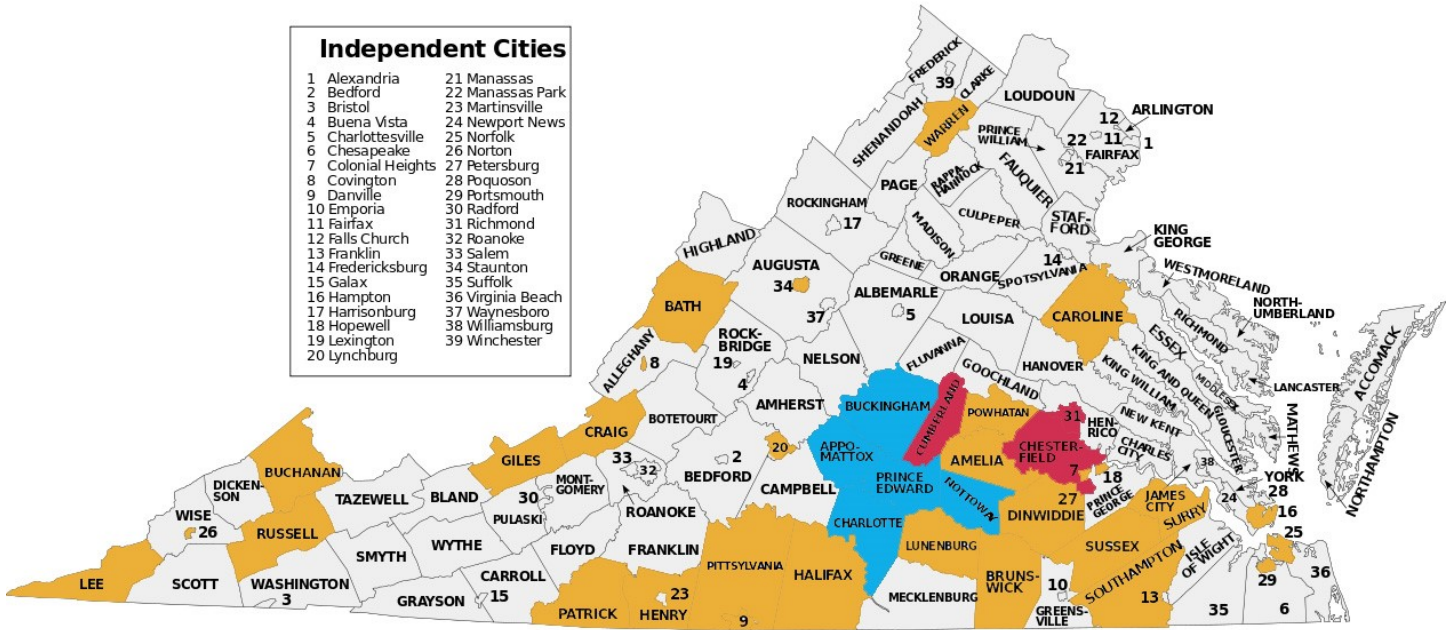 Independent Cities
1 Alexandria
2 Bedford
3 Bristol
4 Buena Vista
5 Charlottesville
6 Chesapeake
7 Colonial Heights
8 Covington
9 Danville
10 Emporia
11 Fairfax
12 Falls Church
13 Franklin
14 Fredericksburg
15 Galax
16 Hampton
17 Harrisonburg
18 Hopewell
19 Lexington
20 Lynchburg
21 Manassas
22 Manassas Park
23 Martinsville
24 Newport News
25 Norfolk
26 Norton
27 Petersburg
28 Poquoson
29 Portsmouth
30 Radford
31 Richmond
32 Roanoke
33 Salem
34 Staunton
35 Suffolk
36 Virginia Beach
37 Waynesboro
38 Williamsburg
39 Winchester
FREDERICK
39
CLARKE
LOUDOUN
ARLINGTON
12
SHENANDOAH
WARREN
PRINCE
WILLIAM
22
11
1
FAIRFAX
21
FAUQUIER
RAPPA-
HANNOCK
PAGE
ROCKINGHAM
17
MADISON
CULPEPER
STAF-
FORD
KING
GEORGE
HIGHLAND
GREENE
ORANGE
14
SPOTSYLVANIA
WESTMORELAND
AUGUSTA
34
BATH
ALBEMARLE
5
37
LOUISA
CAROLINE
ESSEX
RICHMOND
NORTH-
UMBERLAND
ALLEGHANY
8
ROCK-
BRIDGE
19
4
NELSON
FLUVANNA
GOOCHLAND
HANOVER
KING WILLIAM
KING AND QUEEN
MIDDLESEX
LANCASTER
ACCOMACK
BOTETOURT
AMHERST
BUCKINGHAM
CUMBERLAND
POWHATAN
31
HEN-
RICO
NEW KENT
GLOUCESTER
MATHEWS
NORTHAMPTON
CRAIG
GILES
33
32
2
BEDFORD
20
APPO-
MATTOX
AMELIA
CHESTER-
FIELD
CHARLES
CITY
38
YORK
BUCHANAN
DICKEN-
SON
TAZEWELL
BLAND
MONT-
GOMERY
30
PULASKI
ROANOKE
CAMPBELL
PRINCE
EDWARD
NOTTOWAY
7
18
PRINCE
GEORGE
JAMES
CITY
24
28
16
WISE
26
RUSSELL
SMYTH
WYTHE
FLOYD
FRANKLIN
PITTSYLVANIA
HALIFAX
CHARLOTTE
LUNENBURG
27
DINWIDDIE
SURRY
SUSSEX
ISLE
OF WIGHT
25
LEE
SCOTT
WASHINGTON
3
GRAYSON
CARROLL
15
PATRICK
HENRY
23
9
MECKLENBURG
BRUNS-
WICK
10
GREENS-
VILLE
SOUTHAMPTON
13
35
29
6
36